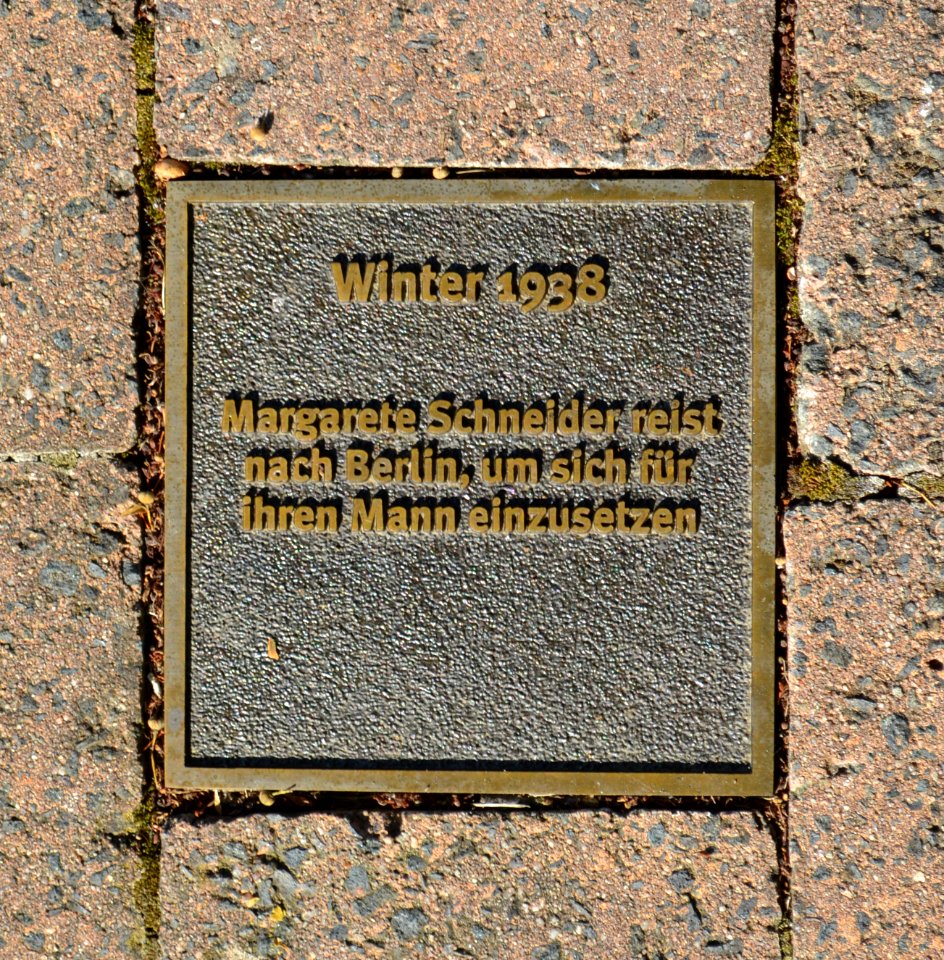 Winter 1938
Margarete Schneider reist
nach Berlin, um sich für
ihren Mann einzusetzen